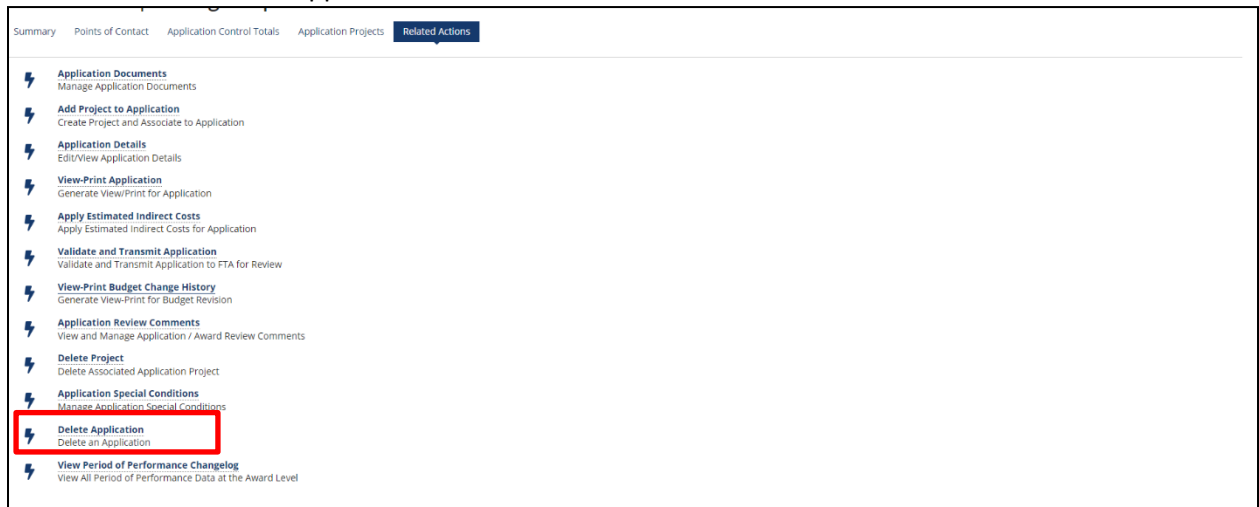 Summary Points of Contact Application Control Totals Application Projects Related Actions
Application Documents
Manage Application Documents
Add Project to Application
Create Project and Associate to Application
Application Details
Edit/View Application Details
View-Print Application
Generate View/Print for Application
Apply Estimated Indirect Costs
Apply Estimated Indirect Costs for Application
Validate and Transmit Application
Validate and Transmit Application to FTA for Review
View-Print Budget Change History
Generate View-Print for Budget Revision
Application Review Comments
View and Manage Application / Award Review Comments
Delete Project
Delete Associated Application Project
Application Special Conditions
Manage Application Special Conditions
Delete Application
Delete an Application
View Period of Performance Changelog
View All Period of Performance Data at the Award Level